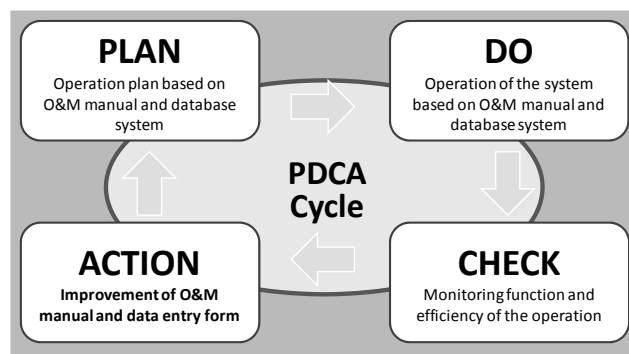 PLAN
Operation plan based on
O&M manual and database
system
DO
Operation of the system
based on O&M manual and
database system
PDCA
Cycle
ACTION
Improvement of O&M
manual and data entry form
CHECK
Monitoring function and
efficiency of the operation